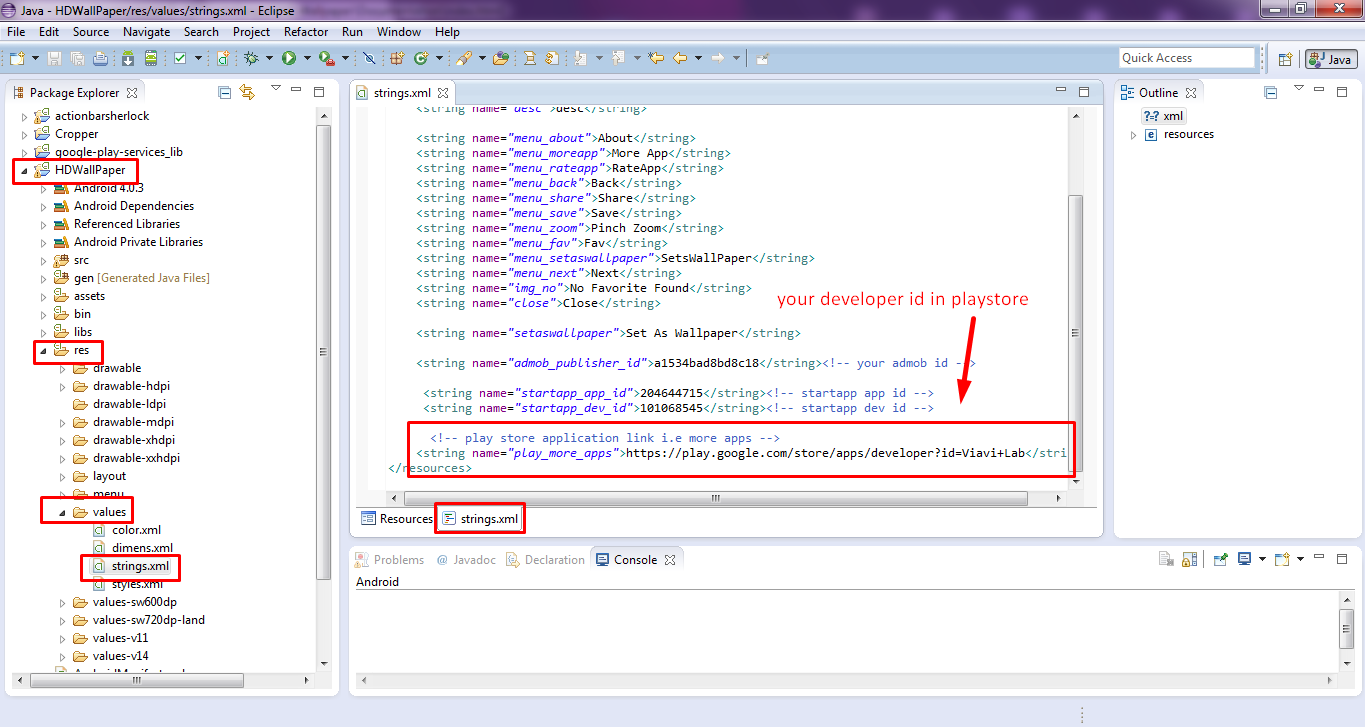 Java - HDWallPaper/res/values/strings.xml - Eclipse
File Edit Source Navigate Search Project Refactor Run Window Help
Quick Access
Java
Package Explorer
actionbarsherlock
Cropper
google-play-services_lib
HDWallPaper
Android 4.0.3
Android Dependencies
Referenced Libraries
Android Private Libraries
src
gen [Generated Java Files]
assets
bin
libs
res
drawable
drawable-hdpi
drawable-ldpi
drawable-mdpi
drawable-xhdpi
drawable-xxhdpi
layout
menu
values
color.xml
dimens.xml
strings.xml
styles.xml
values-sw600dp
values-sw720dp-land
values-v11
values-v14
strings.xml
<string name="desc">desc</string>
<string name="menu_about">About</string>
<string name="menu_moreapp">More App</string>
<string name="menu_rateapp">RateApp</string>
<string name="menu_back">Back</string>
<string name="menu_share">Share</string>
<string name="menu_save">Save</string>
<string name="menu_zoom">Pinch Zoom</string>
<string name="menu_fav">Fav</string>
<string name="menu_setaswallpaper">SetsWallPaper</string>
<string name="menu_next">Next</string>
<string name="img_no">No Favorite Found</string>
<string name="close">Close</string>
your developer id in playstore
<string name="setaswallpaper">Set As Wallpaper</string>
<string name="admob_publisher_id">a1534bad8bd8c18</string><!-- your admob id -->
<string name="startapp_app_id">204644715</string><!-- startapp app id -->
<string name="startapp_dev_id">101068545</string><!-- startapp dev id -->
<!-- play store application link i.e more apps -->
<string name="play_more_apps">https://play.google.com/store/apps/developer?id=Viavi+Lab</stri
</resources>
Resources strings.xml
Outline
?=? xml
e resources
Problems @ Javadoc Declaration Console
Android